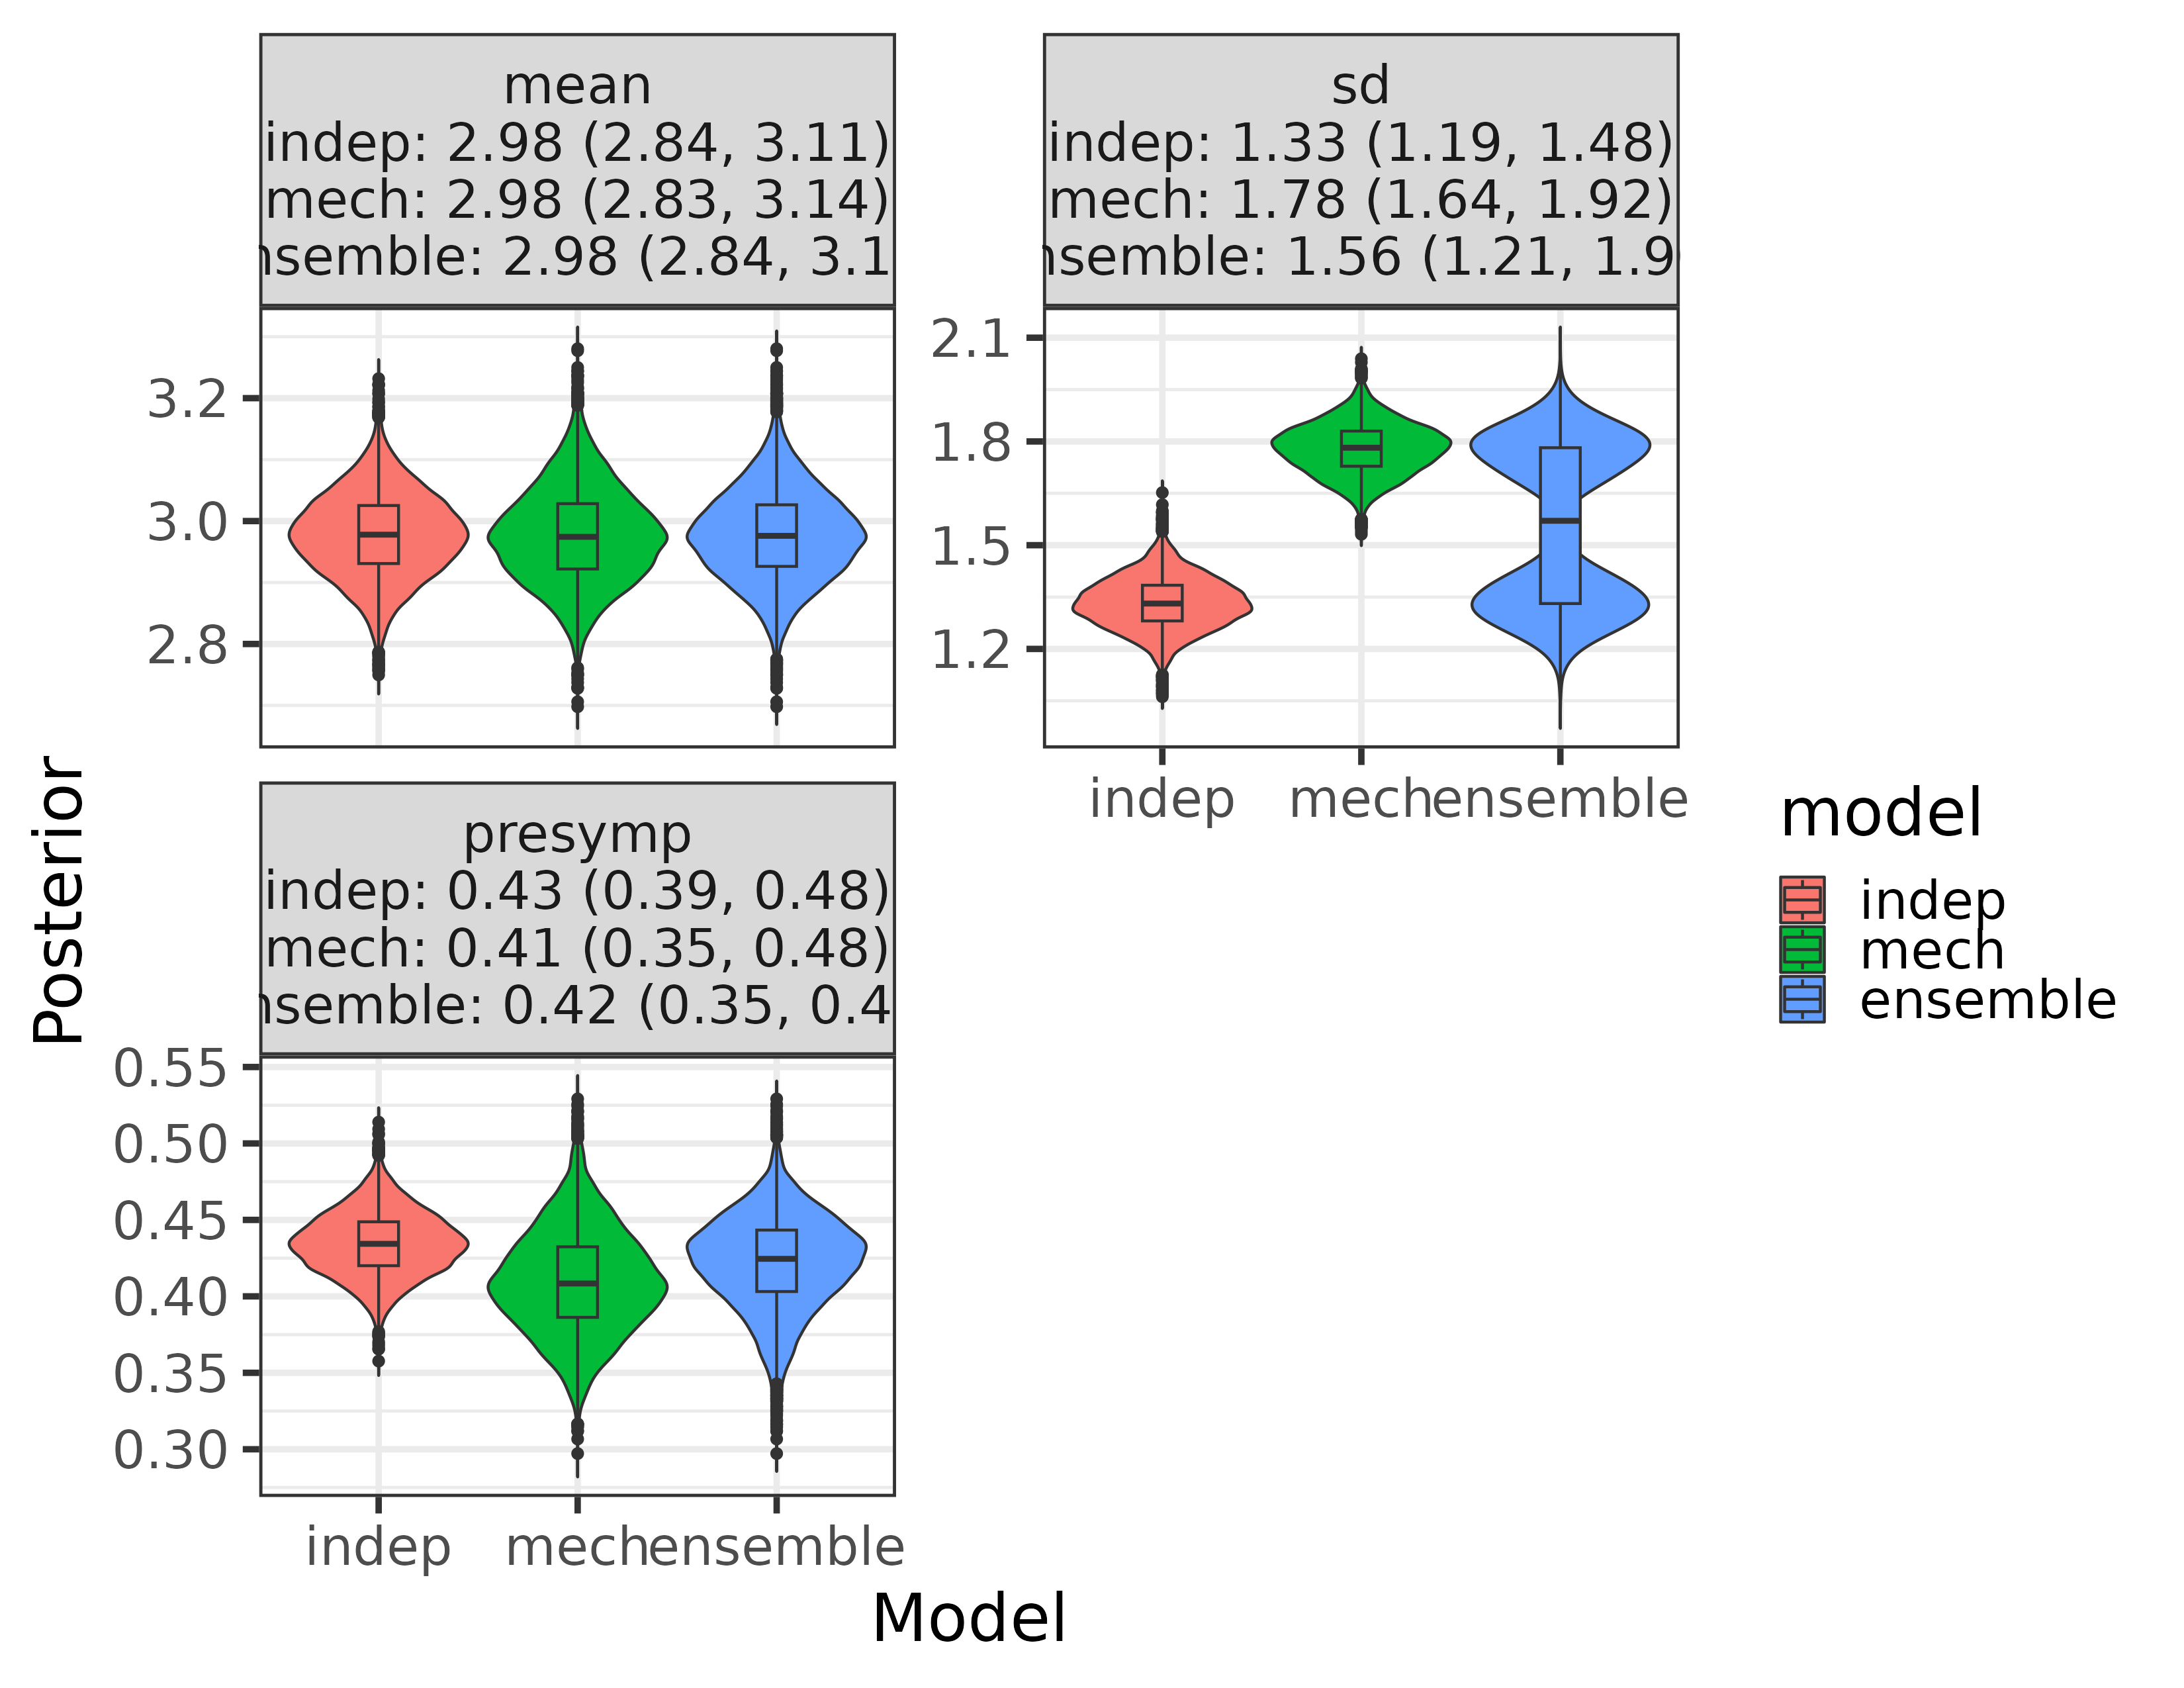 mean
indep: 2.98 (2.84, 3.11)
mech: 2.98 (2.83, 3.14)
nsemble: 2.98 (2.84, 3.1
3.2
3.0
2.8
sd
indep: 1.33 (1.19, 1.48)
mech: 1.78 (1.64, 1.92)
nsemble: 1.56 (1.21, 1.9
2.1
1.8
1.5
1.2
indep mech ensemble
presymp
indep: 0.43 (0.39, 0.48)
mech: 0.41 (0.35, 0.48)
nsemble: 0.42 (0.35, 0.4
0.55
0.50
0.45
0.40
0.35
0.30
indep mech ensemble
Posterior
Model
model
indep
mech
ensemble